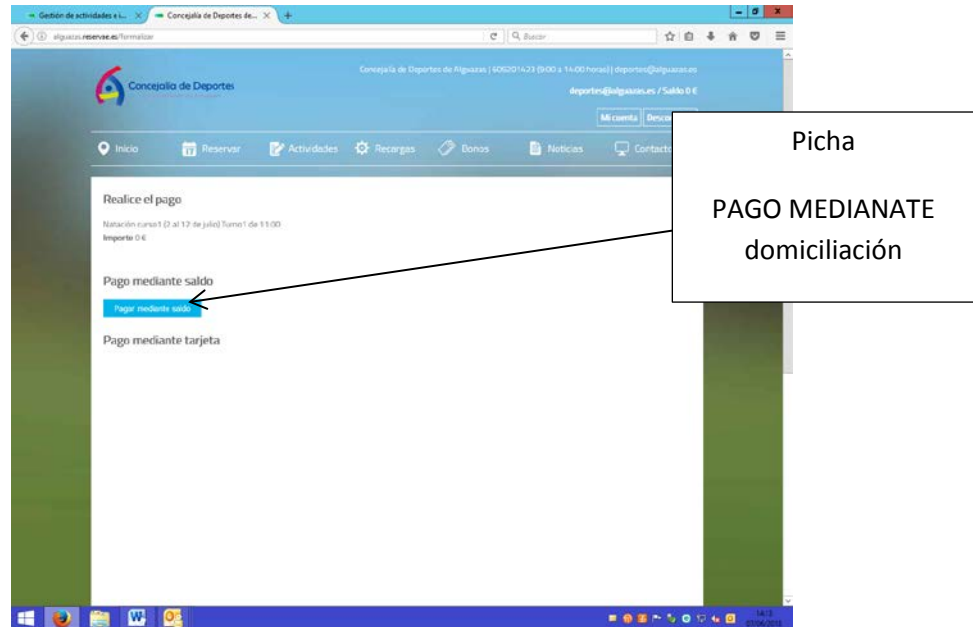 Gestión de actividades e i...
Concejalía de Deportes de...
alguazas.reservae.es/formalizar
Buscar
Concejalía de Deportes
Concejalía de Deportes de Alguazas | 606201423 (9:00 a 14:00 horas) | deportes@alguazas.es
deportes@alguazas.es / Saldo 0 €
Mi cuenta
Inicio
Reservar
Actividades
Recargas
Bonos
Noticias
Contacto
Picha
PAGO MEDIANATE
domiciliación
Realice el pago
Natación curso1 (2 al 12 de julio) Turno1 de 11:00
Importe 0 €
Pago mediante saldo
Pagar mediante saldo
Pago mediante tarjeta
07/06/2018